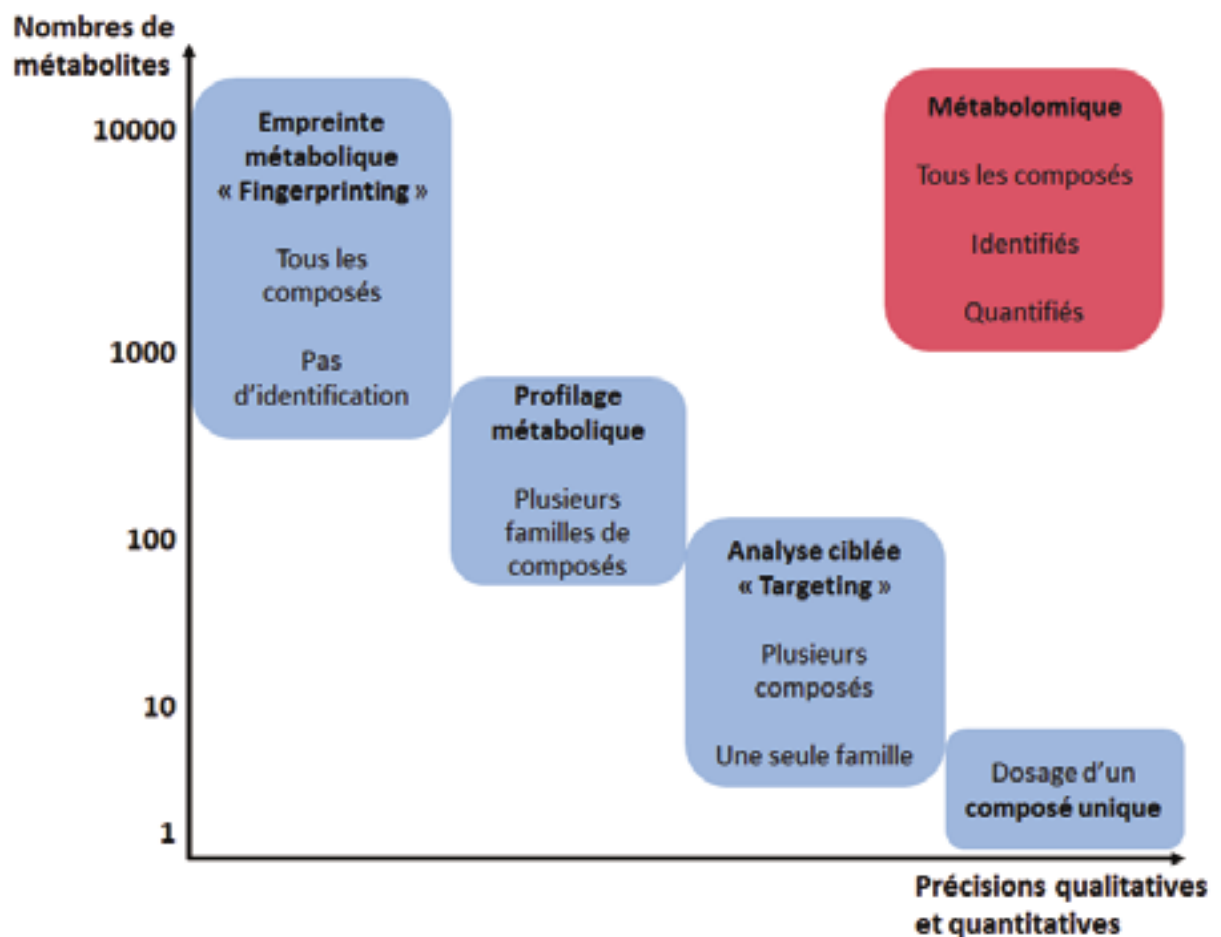 Nombres de
métabolites
10000
1000
100
10
1
Empreinte
métabolique
« Fingerprinting »
Tous les
composés
Pas
d'identification
Profilage
métabolique
Plusieurs
familles de
composés
Analyse ciblée
« Targeting »
Plusieurs
composés
Une seule famille
Dosage d'un
composé unique
Métabolomique
Tous les composés
Identifiés
Quantifiés
Précisions qualitatives
et quantitatives